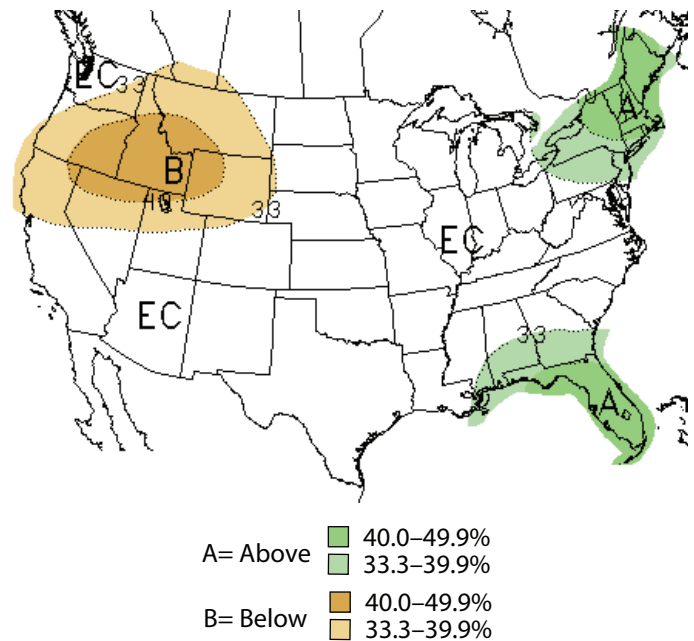 EC
33
A
B
40
33
EC
EC
33
A
A= Above
40.0–49.9%
33.3–39.9%
B= Below
40.0–49.9%
33.3–39.9%